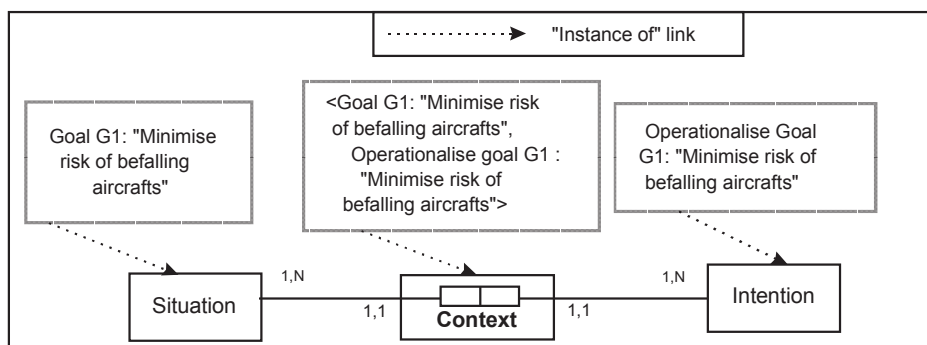 "Instance of" link
Goal G1: "Minimise
risk of befalling
aircrafts"
<Goal G1: "Minimise risk
of befalling aircrafts",
Operationalise goal G1 :
"Minimise risk of
befalling aircrafts">
Operationalise Goal
G1: "Minimise risk of
befalling aircrafts"
Situation
1,N
1,1
Context
1,1
1,N
Intention